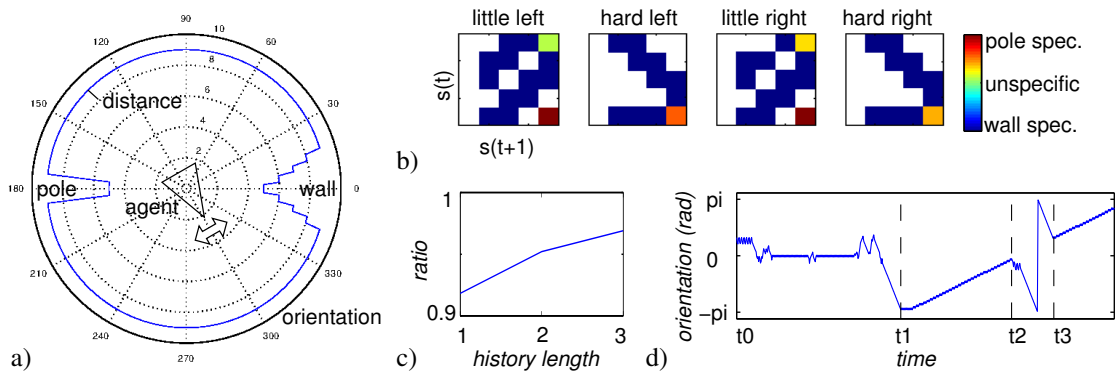 90
120
60
150
30
180
0
210
330
240
300
270
10
8
6
4
2
distance
pole
wall
agent
orientation
a)
little left
hard left
little right
hard right
s(t)
s(t+1)
pole spec.
unspecific
wall spec.
b)
1
0.9
ratio
1
2
3
history length
c)
pi
0
−pi
orientation (rad)
t0
t1
t2
t3
time
d)